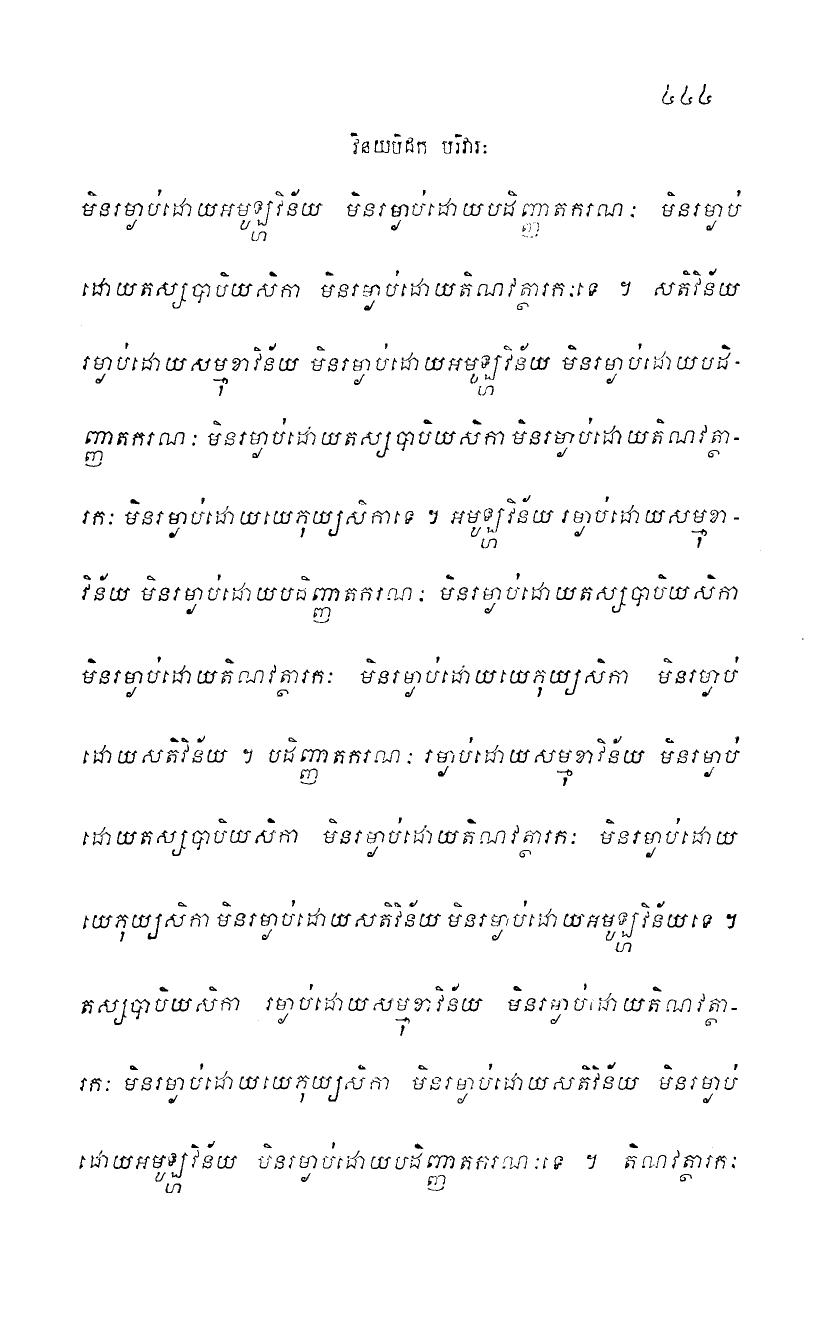 ៤៤៤
វិនយបិដក បរិវារៈ
មិនរម្ងាប់ដោយអមូឡ្ហវិន័យ មិនរម្ងាប់ដោយបដិញ្ញាតករណៈ មិនរម្ងាប់
ដោយតស្សបាបិយសិកា មិនរម្ងាប់ដោយតិណវត្ថារកៈទេ ។ សតិវិន័យ
រម្ងាប់ដោយសម្មុខាវិន័យ មិនរម្ងាប់ដោយអមូឡ្ហវិន័យ មិនរម្ងាប់ដោយបដិ-
ញ្ញាតករណៈ មិនរម្ងាប់ដោយតស្សបាបិយសិកា មិនរម្ងាប់ដោយតិណវត្ថា-
រកៈ មិនរម្ងាប់ដោយយេភុយ្យសិកាទេ ។ អមូឡ្ហវិន័យ រម្ងាប់ដោយសម្មុខា-
វិន័យ មិនរម្ងាប់ដោយបដិញ្ញាតករណៈ មិនរម្ងាប់ដោយតស្សបាបិយសិកា
មិនរម្ងាប់ដោយតិណវត្ថារកៈ មិនរម្ងាប់ដោយយេភុយ្យសិកា មិនរម្ងាប់
ដោយសតិវិន័យ ។ បដិញ្ញាតករណៈ រម្ងាប់ដោយសម្មុខាវិន័យ មិនរម្ងាប់
ដោយតស្សបាបិយសិកា មិនរម្ងាប់ដោយតិណវត្ថារកៈ មិនរម្ងាប់ដោយ
យេភុយ្យសិកា មិនរម្ងាប់ដោយសតិវិន័យ មិនរម្ងាប់ដោយអមូឡ្ហវិន័យទេ ។
តស្សបាបិយសិកា រម្ងាប់ដោយសម្មុខាវិន័យ មិនរម្ងាប់ដោយតិណវត្ថា-
រកៈ មិនរម្ងាប់ដោយយេភុយ្យសិកា មិនរម្ងាប់ដោយសតិវិន័យ មិនរម្ងាប់
ដោយអមូឡ្ហវិន័យ មិនរម្ងាប់ដោយបដិញ្ញាតករណៈទេ ។ តិណវត្ថារកៈ